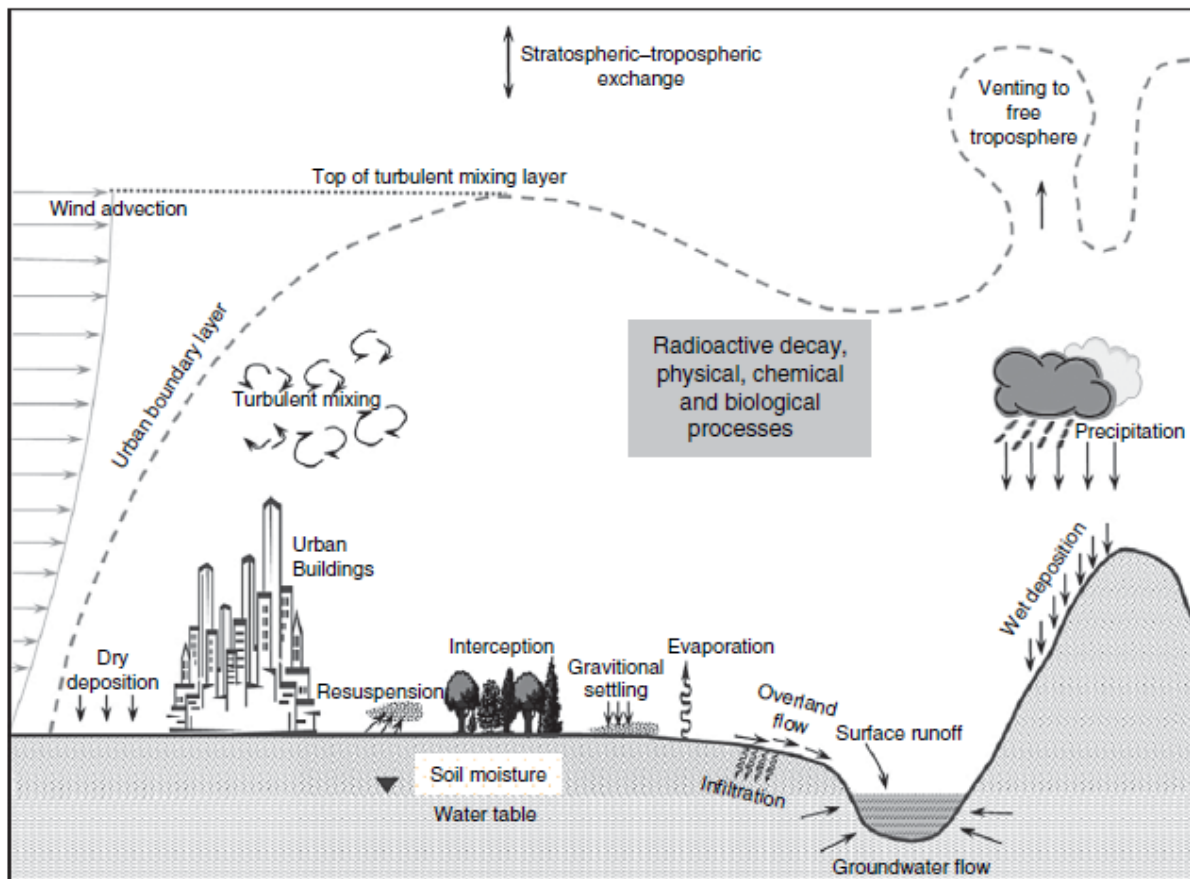 Stratospheric–tropospheric
exchange
Venting to
free
troposphere
Top of turbulent mixing layer
Wind advection
Urban boundary layer
Turbulent mixing
Radioactive decay,
physical, chemical
and biological
processes
Precipitation
Urban
Buildings
Wet deposition
Dry
deposition
Resuspension
Interception
Gravitional
settling
Evaporation
Overland
flow
Surface runoff
Infiltration
Soil moisture
Water table
Groundwater flow